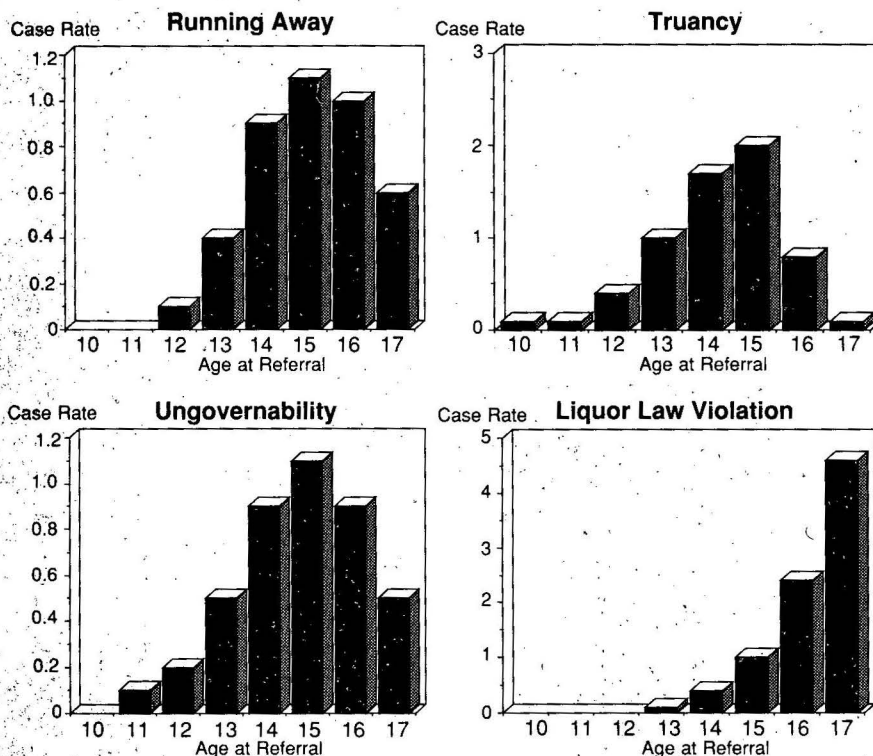 Case Rate Running Away
1.2
1.0
0.8
0.6
0.4
0.2
0
10 11 12 13 14 15 16 17
Age at Referral
Case Rate Truancy
3
2
1
0
10 11 12 13 14 15 16 17
Age at Referral
Case Rate Ungovernability
1.2
1.0
0.8
0.6
0.4
0.2
0
10 11 12 13 14 15 16 17
Age at Referral
Case Rate Liquor Law Violation
5
4
3
2
1
0
10 11 12 13 14 15 16 17
Age at Referral